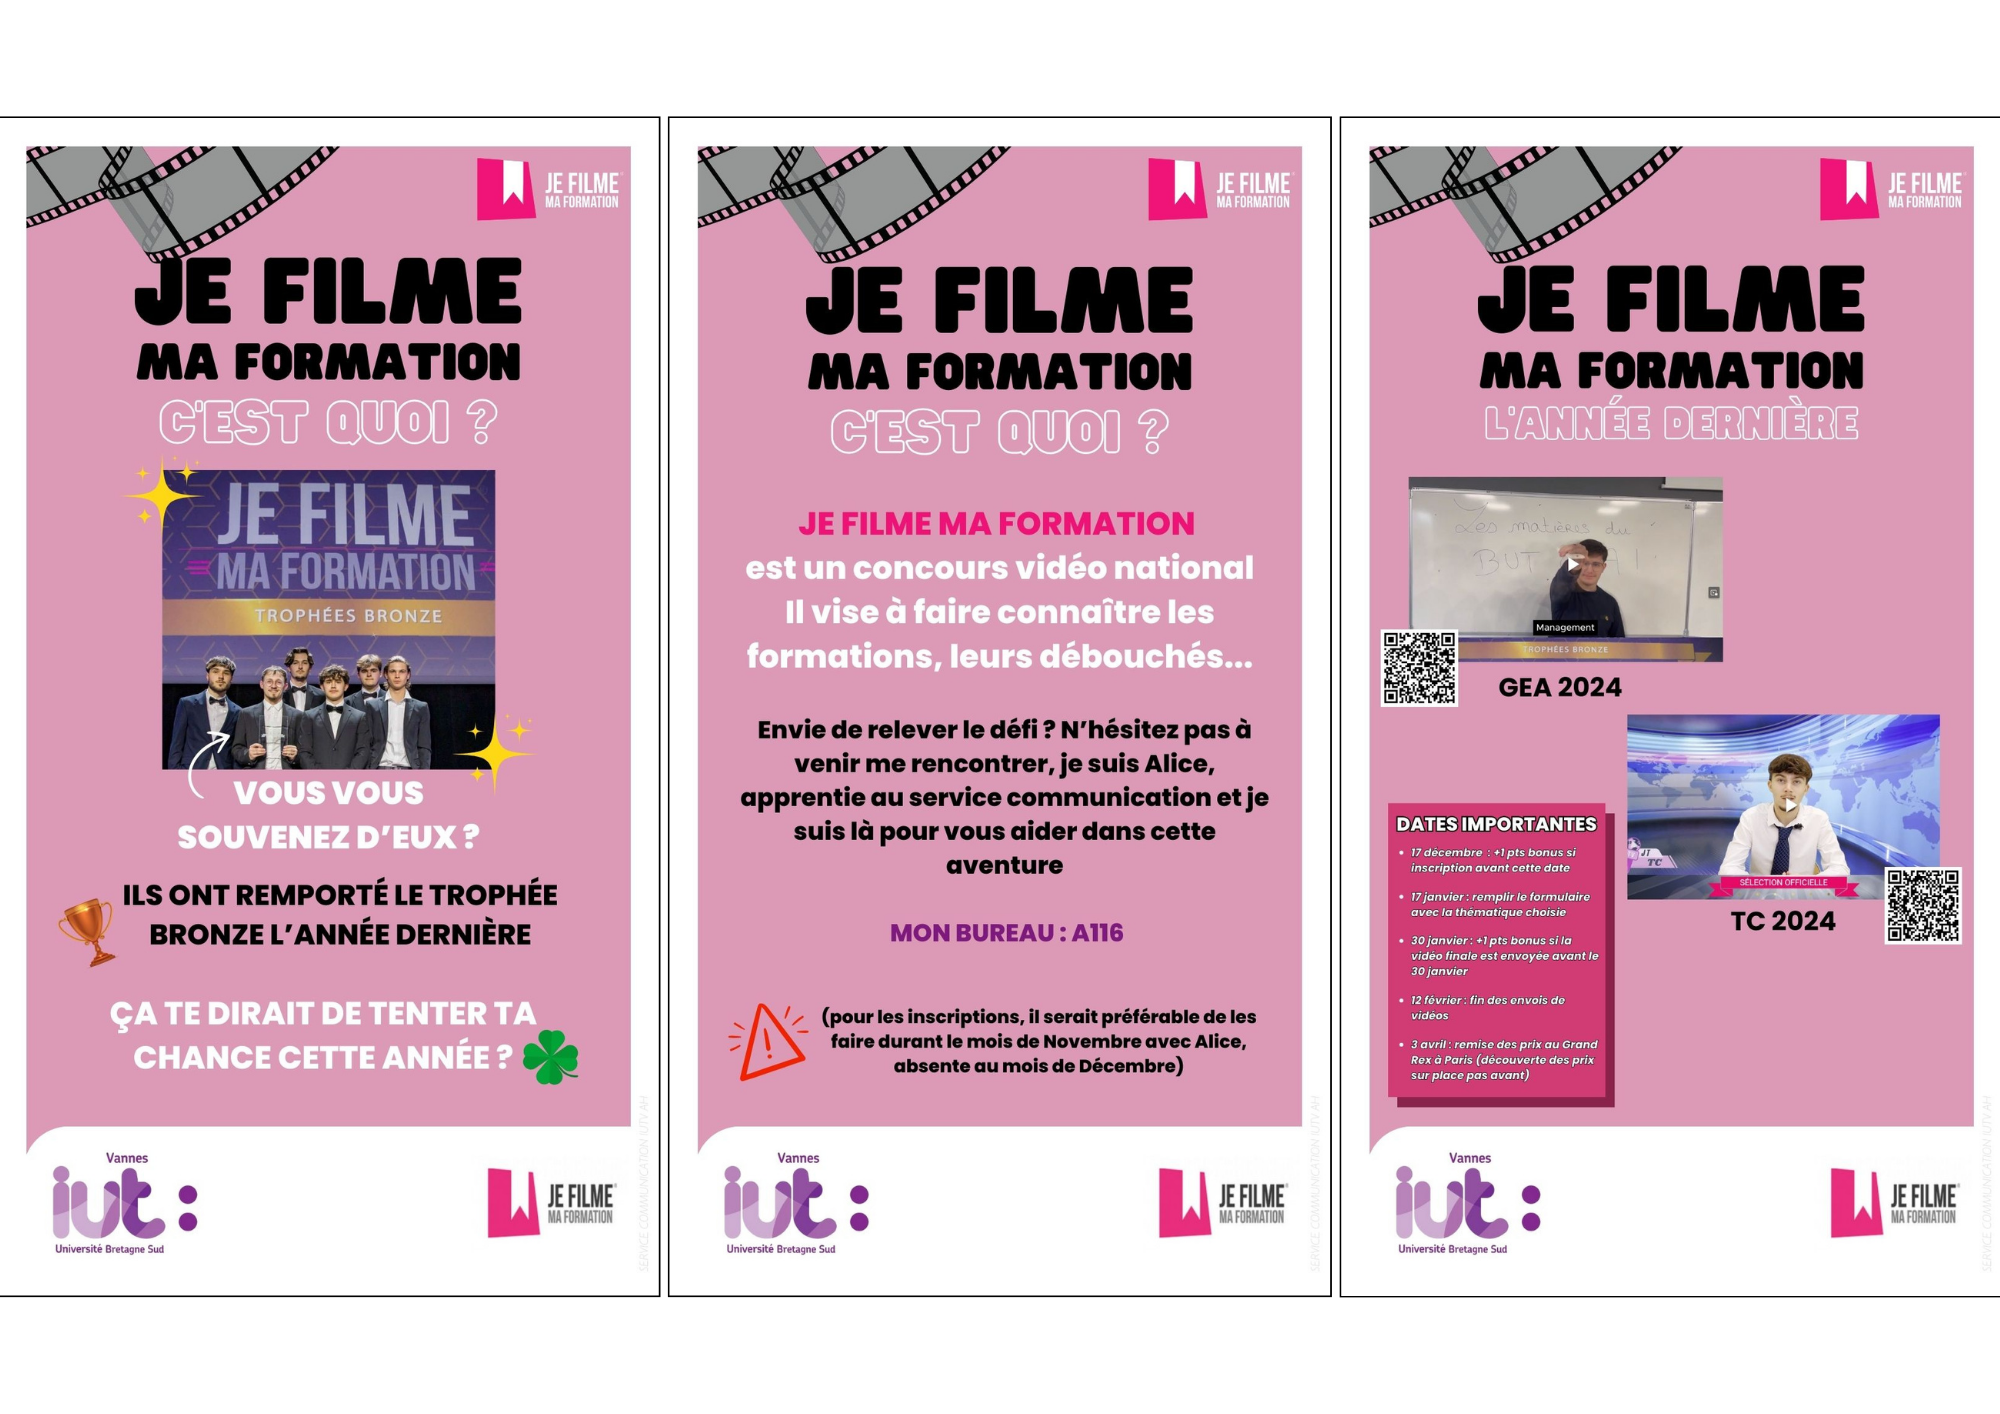 JE FILME
MA FORMATION
JE FILME
MA FORMATION
C'EST QUOI ?
JE FILME
MA FORMATION
TROPHÉES BRONZE
VOUS VOUS
SOUVENEZ D'EUX ?
ILS ONT REMPORTÉ LE TROPHÉE
BRONZE L'ANNÉE DERNIÈRE
ÇA TE DIRAIT DE TENTER TA
CHANCE CETTE ANNÉE ?
SERVICE COMMUNICATION IUTV AH
Vannes
iut:
Université Bretagne Sud
JE FILME
MA FORMATION
JE FILME
MA FORMATION
JE FILME
MA FORMATION
C'EST QUOI ?
JE FILME MA FORMATION
est un concours vidéo national
Il vise à faire connaître les
formations, leurs débouchés...
Envie de relever le défi ? N'hésitez pas à
venir me rencontrer, je suis Alice,
apprentie au service communication et je
suis là pour vous aider dans cette
aventure
MON BUREAU : A116
(pour les inscriptions, il serait préférable de les
faire durant le mois de Novembre avec Alice,
absente au mois de Décembre)
SERVICE COMMUNICATION IUTV AH
Vannes
iut:
Université Bretagne Sud
JE FILME
MA FORMATION
JE FILME
MA FORMATION
JE FILME
MA FORMATION
L'ANNÉE DERNIÈRE
Les matières du
BUT
Management
TROPHÉES BRONZE
GEA 2024
JT
TC
SÉLECTION OFFICIELLE
TC 2024
DATES IMPORTANTES
• 17 décembre : +1 pts bonus si
inscription avant cette date
• 17 janvier : remplir le formulaire
avec la thématique choisie
• 30 janvier : +1 pts bonus si la
vidéo finale est envoyée avant le
30 janvier
• 12 février : fin des envois de
vidéos
• 3 avril : remise des prix au Grand
Rex à Paris (découverte des prix
sur place pas avant)
SERVICE COMMUNICATION IUTV AH
Vannes
iut:
Université Bretagne Sud
JE FILME
MA FORMATION